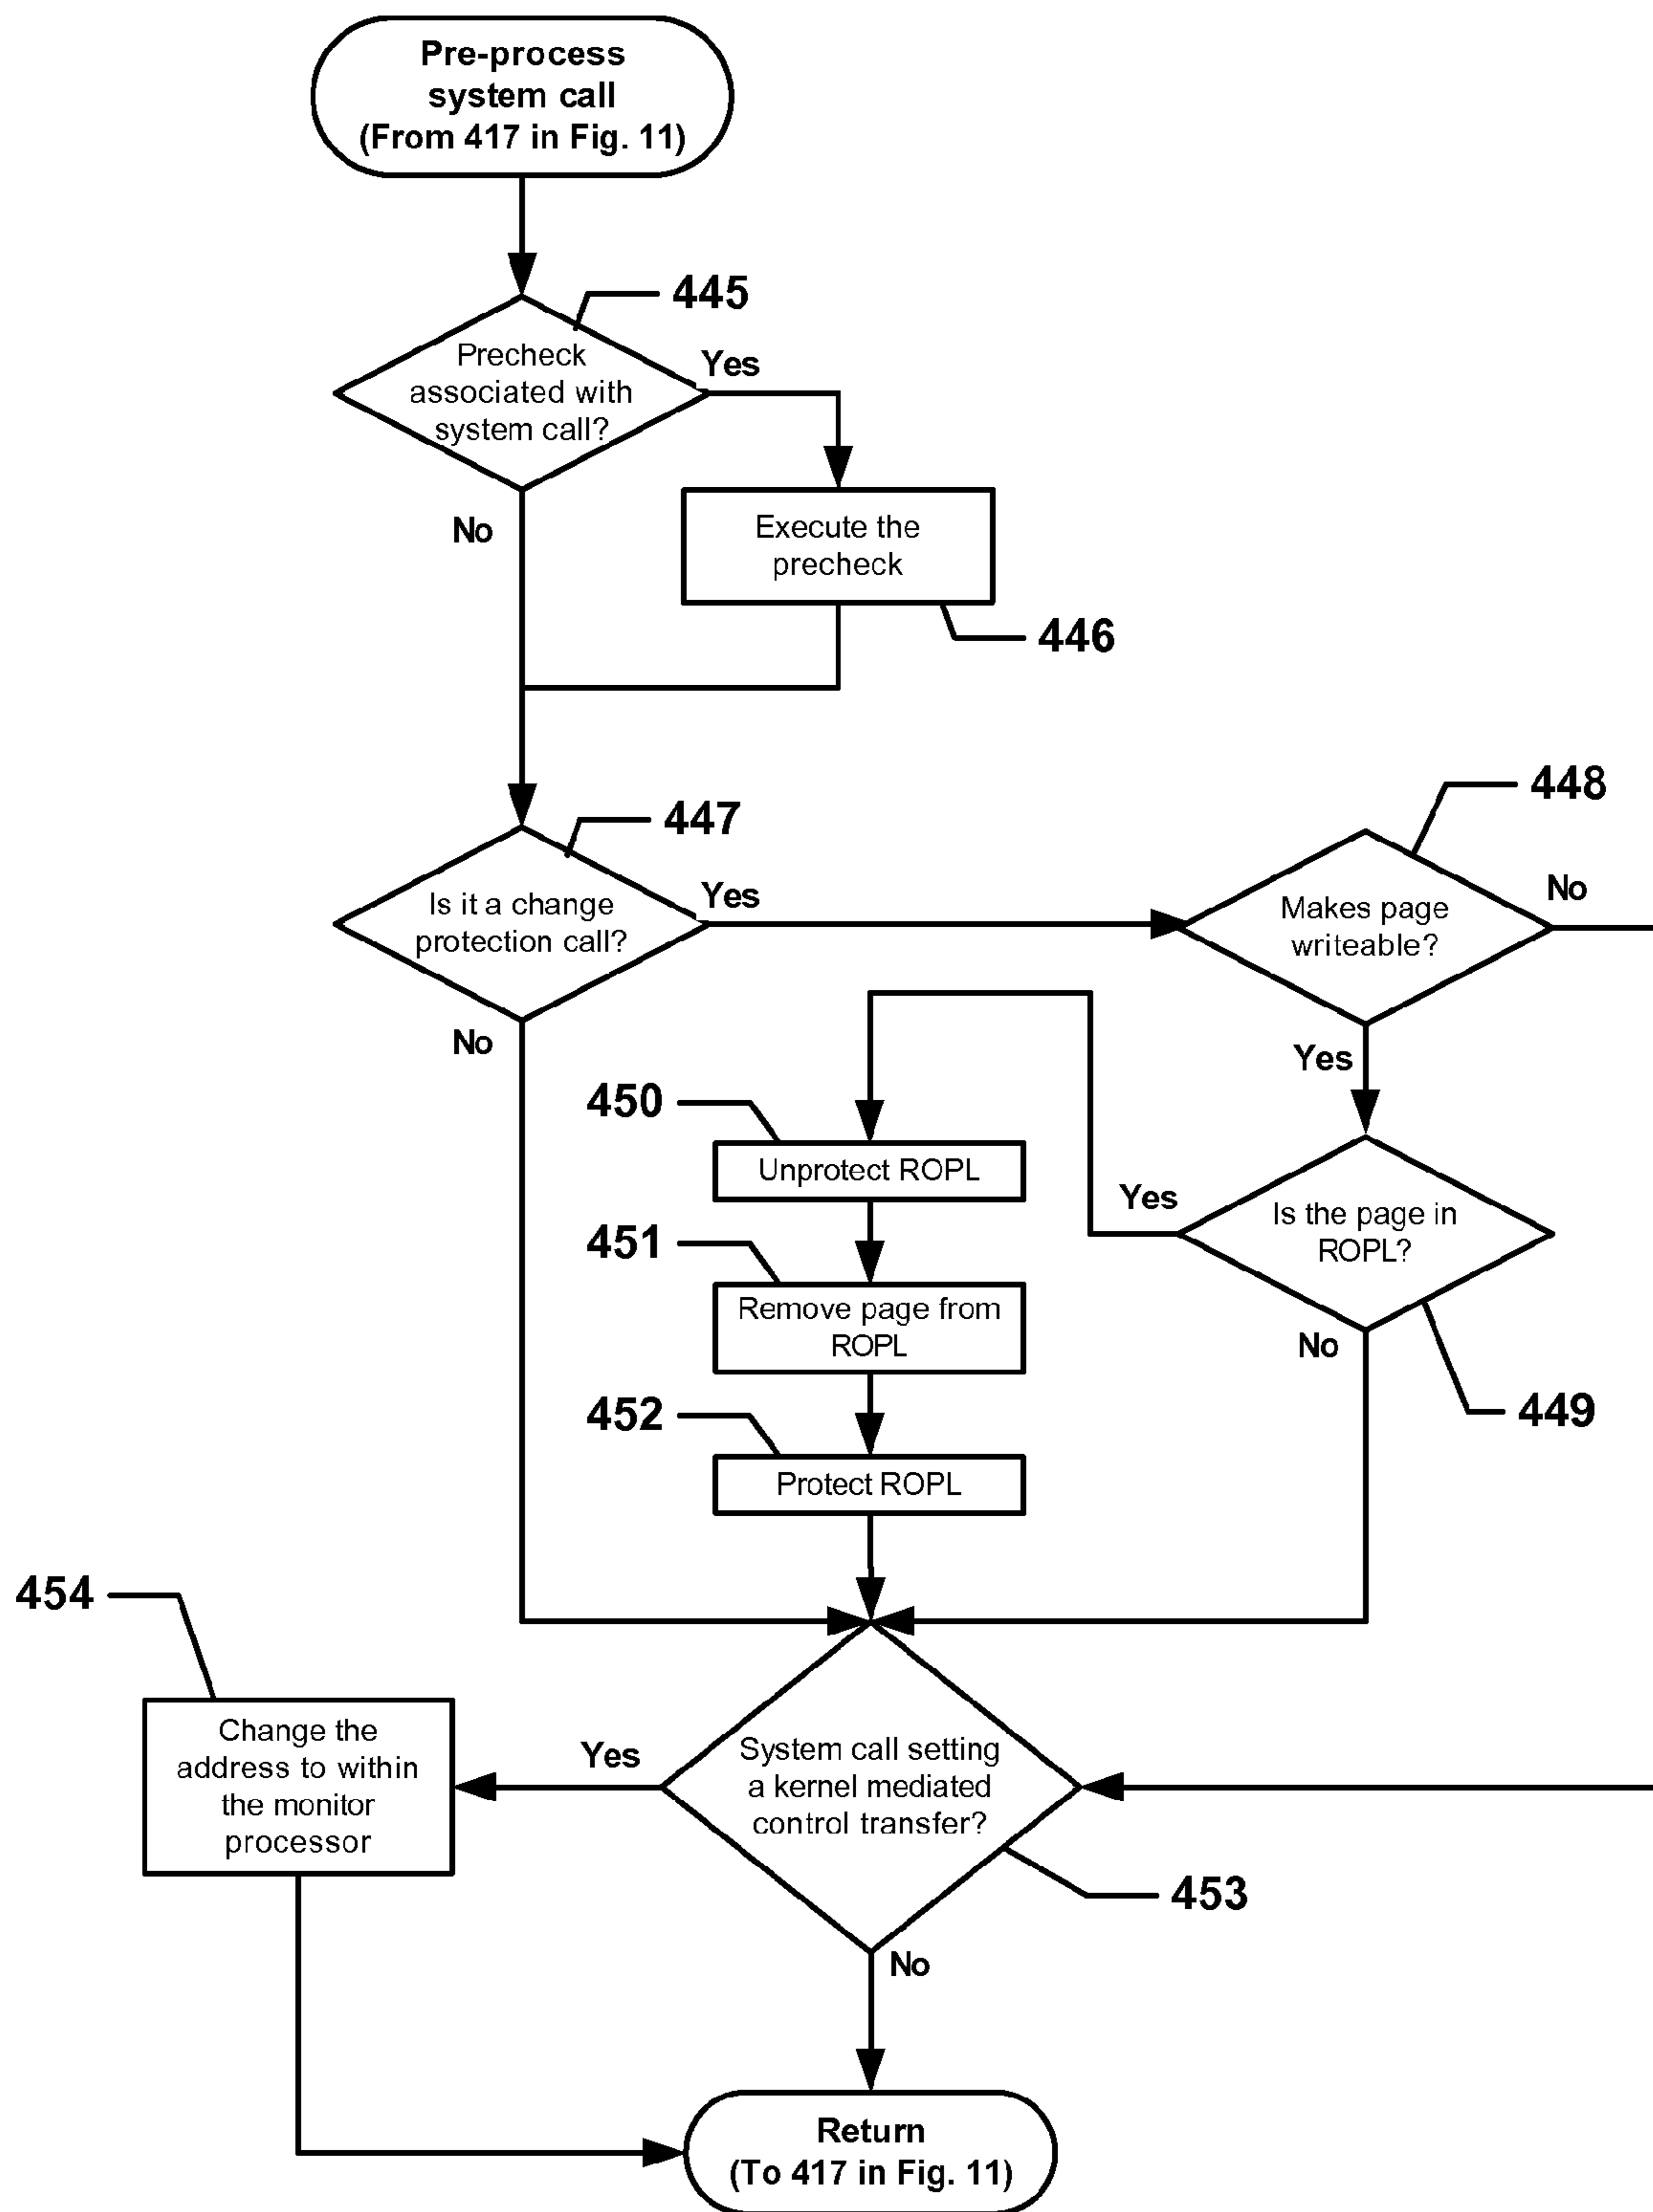 Pre-process
system call
(From 417 in Fig. 11)
445
Precheck
associated with
system call?
Yes
No
Execute the
precheck
446
447
Is it a change
protection call?
Yes
No
448
Makes page
writeable?
No
Yes
449
Is the page in
ROPL?
Yes
No
450
Unprotect ROPL
451
Remove page from
ROPL
452
Protect ROPL
453
System call setting
a kernel mediated
control transfer?
Yes
No
454
Change the
address to within
the monitor
processor
Return
(To 417 in Fig. 11)